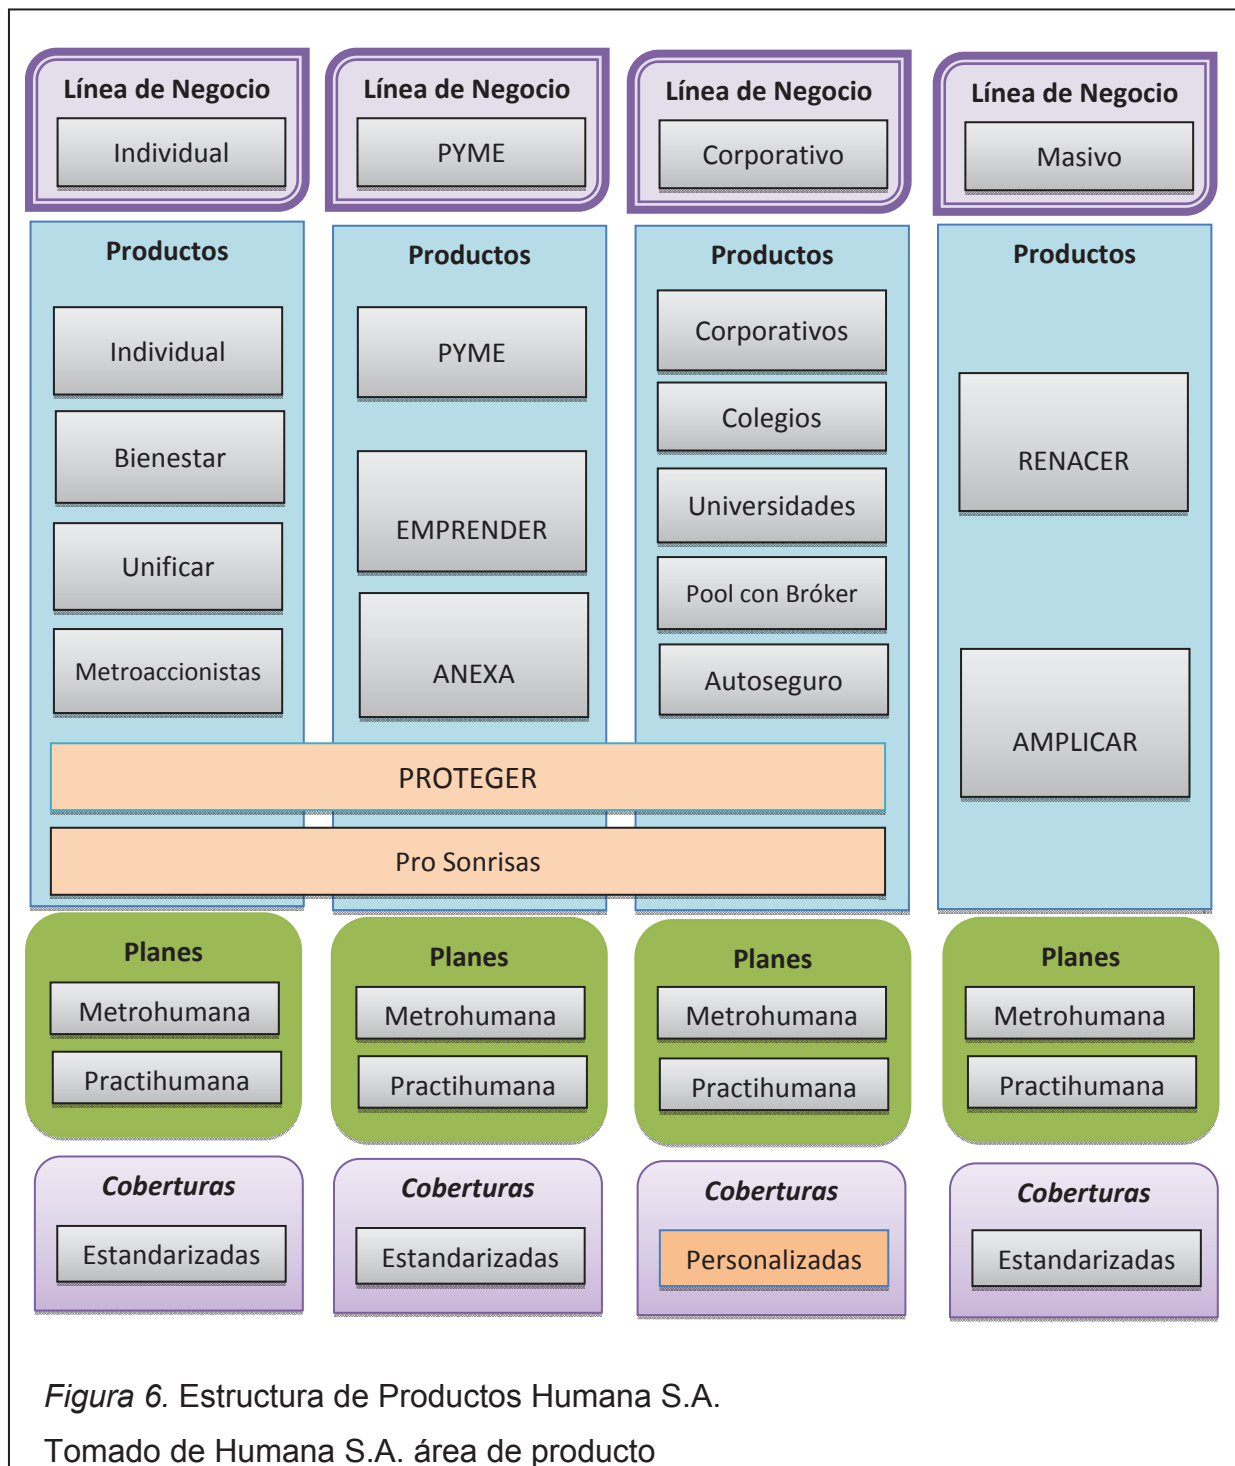 Línea de Negocio
Individual
Línea de Negocio
PYME
Línea de Negocio
Corporativo
Línea de Negocio
Masivo
Productos
Individual
Bienestar
Unificar
Metroaccionistas
Productos
PYME
EMPRENDER
ANEXA
Productos
Corporativos
Colegios
Universidades
Pool con Bróker
Autoseguro
Productos
RENACER
AMPLICAR
PROTEGER
Pro Sonrisas
Planes
Metrohumana
Practihumana
Planes
Metrohumana
Practihumana
Planes
Metrohumana
Practihumana
Planes
Metrohumana
Practihumana
Coberturas
Estandarizadas
Coberturas
Estandarizadas
Coberturas
Personalizadas
Coberturas
Estandarizadas
Figura 6. Estructura de Productos Humana S.A.
Tomado de Humana S.A. área de producto